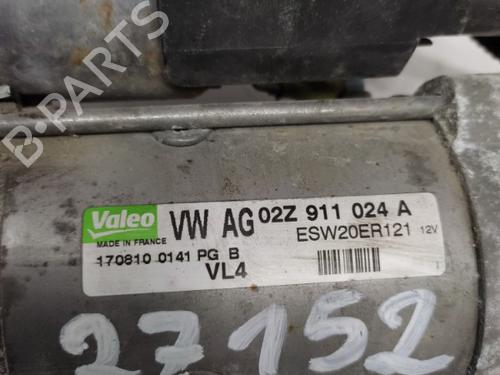 B-PARTS
Valeo
VW AG 02Z 911 024 A
MADE IN FRANCE
ESW20ER121 12V
170810 0141 PG B
VL4
27152